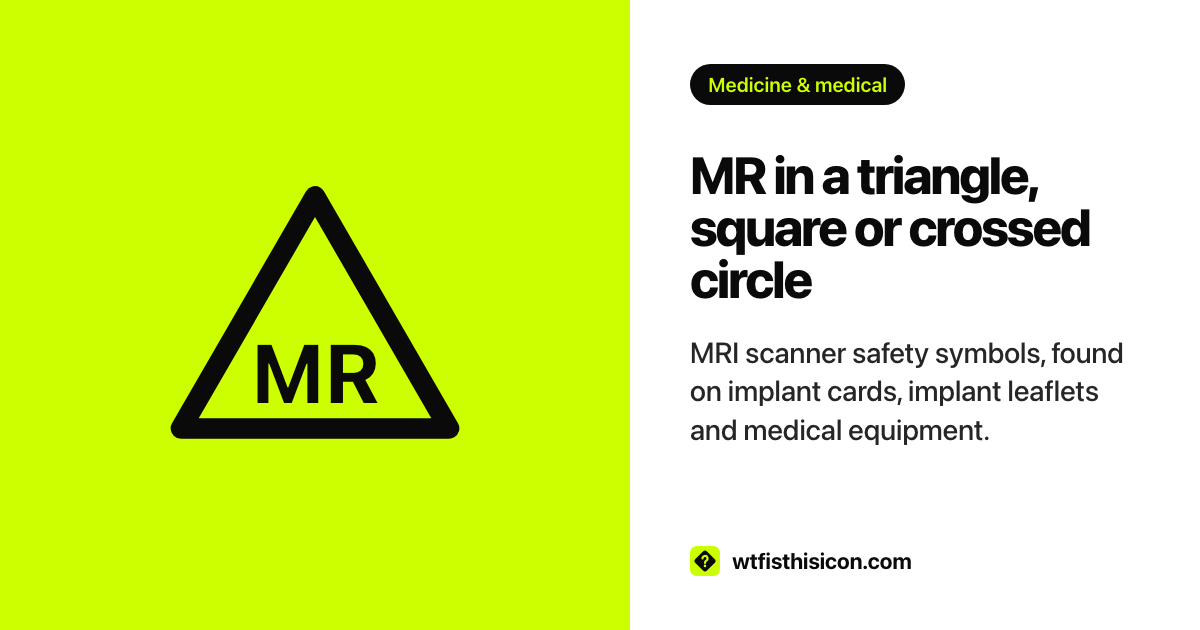 MR
Medicine & medical
MR in a triangle,
square or crossed
circle
MRI scanner safety symbols, found
on implant cards, implant leaflets
and medical equipment.
?
wtfisthisicon.com